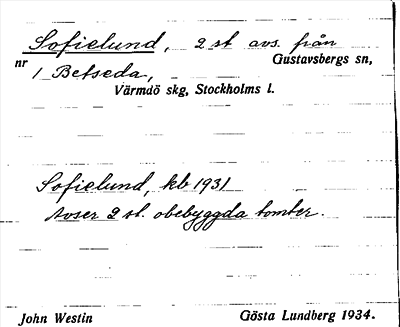 Sofielund, 2 st avs. från
nr Gustavsbergs sn,
1 Betseda,
Värmdö skg, Stockholms l.
Sofielund, kb 1931
Avser 2 st. obebyggda tomter.
John Westin Gösta Lundberg 1934.